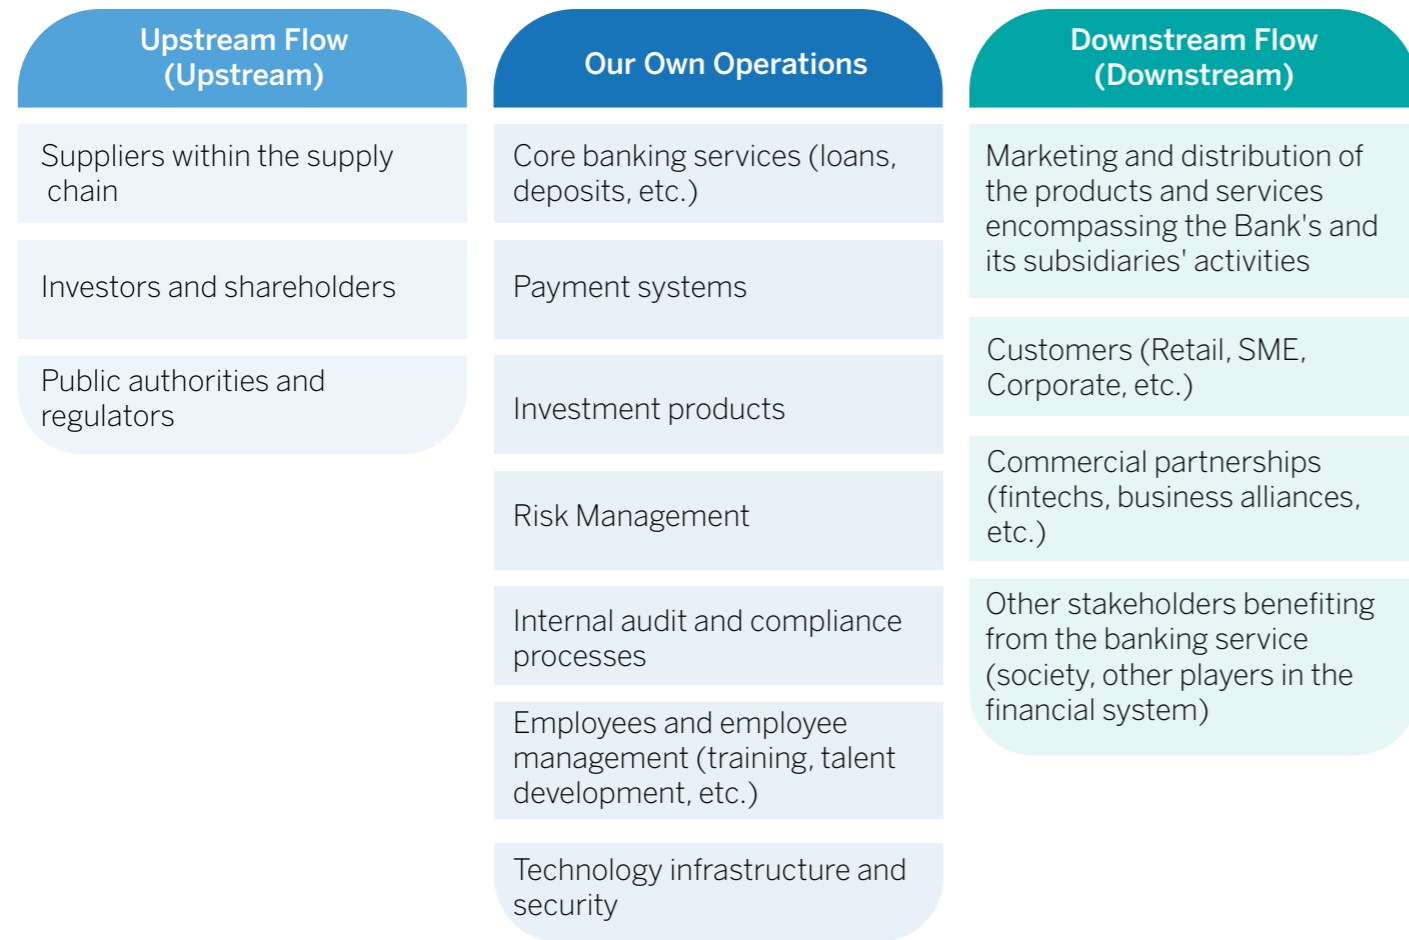 Upstream Flow
(Upstream)
Suppliers within the supply
chain
Investors and shareholders
Public authorities and
regulators
Our Own Operations
Core banking services (loans,
deposits, etc.)
Payment systems
Investment products
Risk Management
Internal audit and compliance
processes
Employees and employee
management (training, talent
development, etc.)
Technology infrastructure and
security
Downstream Flow
(Downstream)
Marketing and distribution of
the products and services
encompassing the Bank's and
its subsidiaries' activities
Customers (Retail, SME,
Corporate, etc.)
Commercial partnerships
(fintechs, business alliances,
etc.)
Other stakeholders benefiting
from the banking service
(society, other players in the
financial system)